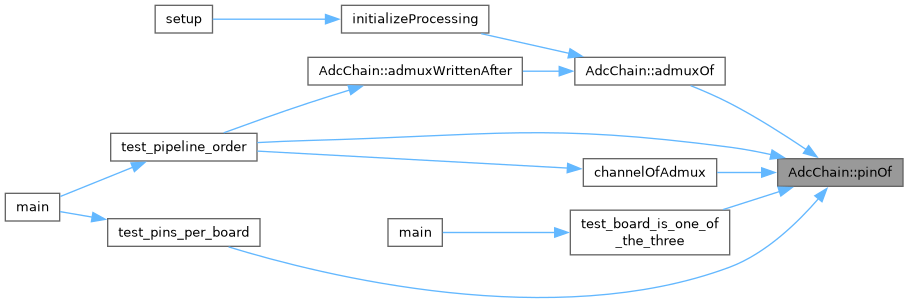 setup
initializeProcessing
AdcChain::admuxWrittenAfter
AdcChain::admuxOf
test_pipeline_order
channelOfAdmux
AdcChain::pinOf
main
test_pins_per_board
main
test_board_is_one_of
_the_three